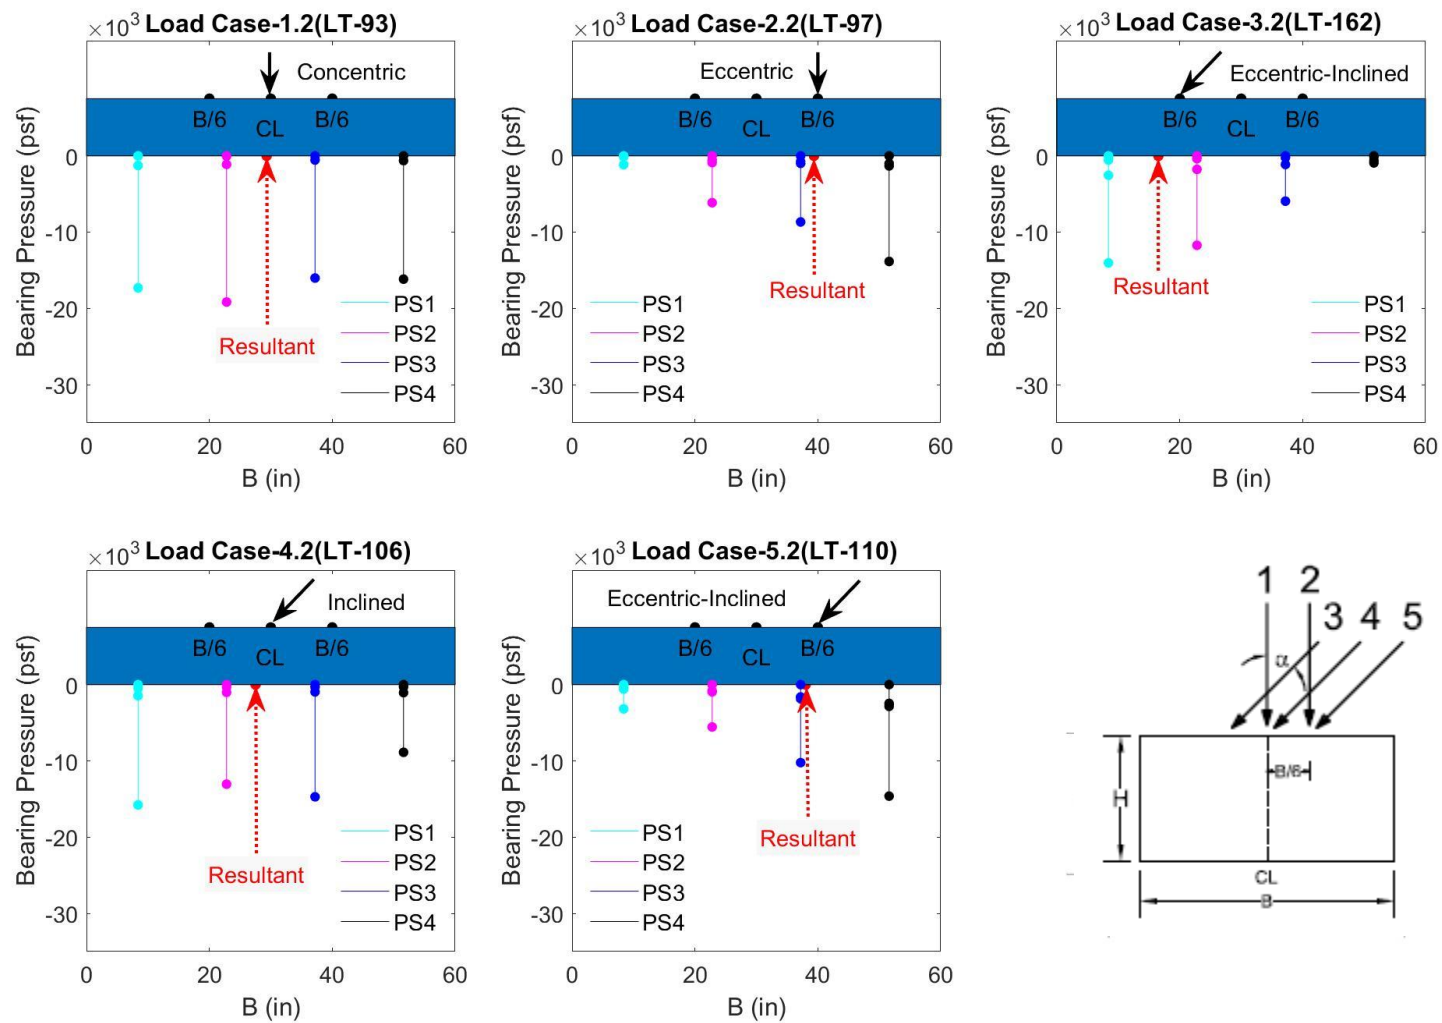 ×10³ Load Case-1.2(LT-93)
Concentric
B/6 CL B/6
Bearing Pressure (psf)
0
-10
-20
-30
Resultant
PS1
PS2
PS3
PS4
0 20 40 60
B (in)
×10³ Load Case-2.2(LT-97)
Eccentric
B/6 CL B/6
Bearing Pressure (psf)
0
-10
-20
-30
Resultant
PS1
PS2
PS3
PS4
0 20 40 60
B (in)
×10³ Load Case-3.2(LT-162)
Eccentric-Inclined
B/6 CL B/6
Bearing Pressure (psf)
0
-10
-20
-30
Resultant
PS1
PS2
PS3
PS4
0 20 40 60
B (in)
×10³ Load Case-4.2(LT-106)
Inclined
B/6 CL B/6
Bearing Pressure (psf)
0
-10
-20
-30
Resultant
PS1
PS2
PS3
PS4
0 20 40 60
B (in)
×10³ Load Case-5.2(LT-110)
Eccentric-Inclined
B/6 CL B/6
Bearing Pressure (psf)
0
-10
-20
-30
Resultant
PS1
PS2
PS3
PS4
0 20 40 60
B (in)
1 2
3 4 5
α
B/6
H
CL
B